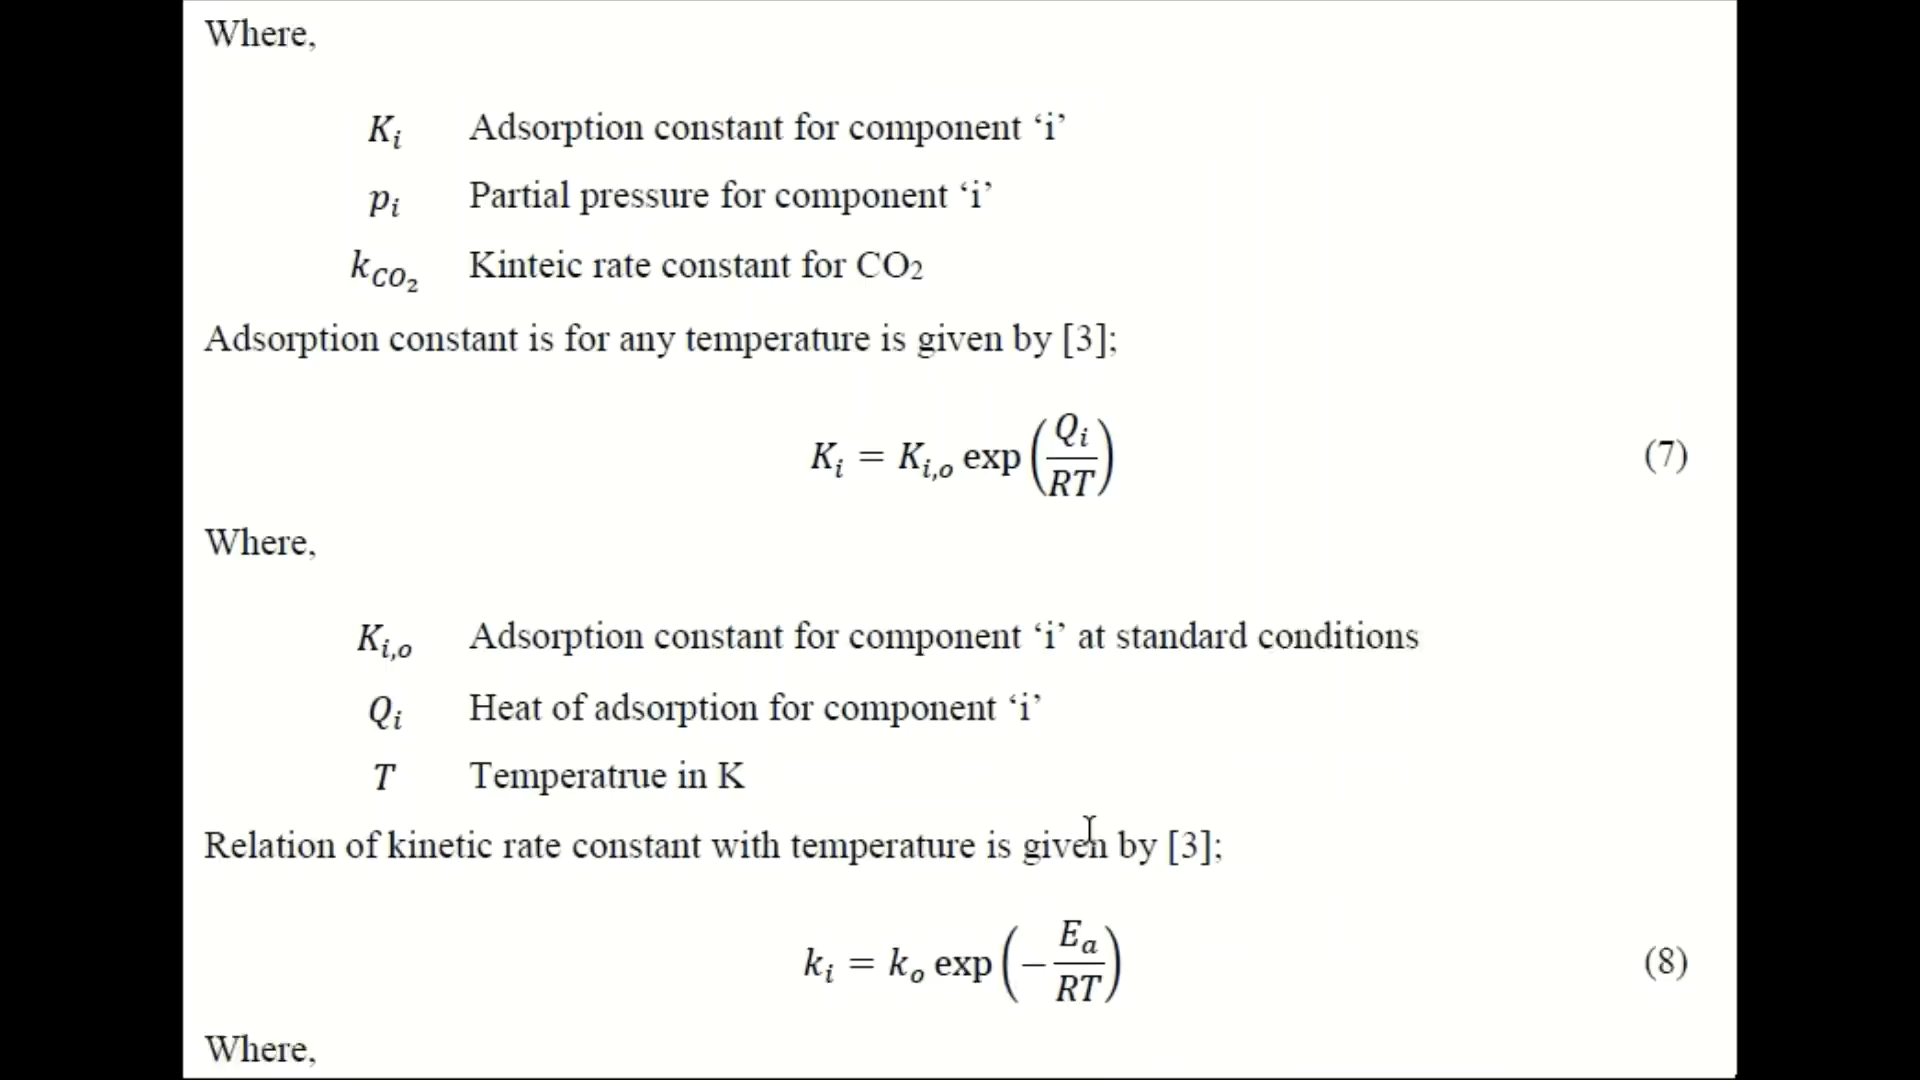 Where,
K_i Adsorption constant for component ‘i’
p_i Partial pressure for component ‘i’
k_{CO_2} Kinteic rate constant for CO2
Adsorption constant is for any temperature is given by [3];
K_i = K_{i,o} exp(Q_i/RT) (7)
Where,
K_{i,o} Adsorption constant for component ‘i’ at standard conditions
Q_i Heat of adsorption for component ‘i’
T Temperatrue in K
Relation of kinetic rate constant with temperature is given by [3];
k_i = k_o exp(−E_a/RT) (8)
Where,